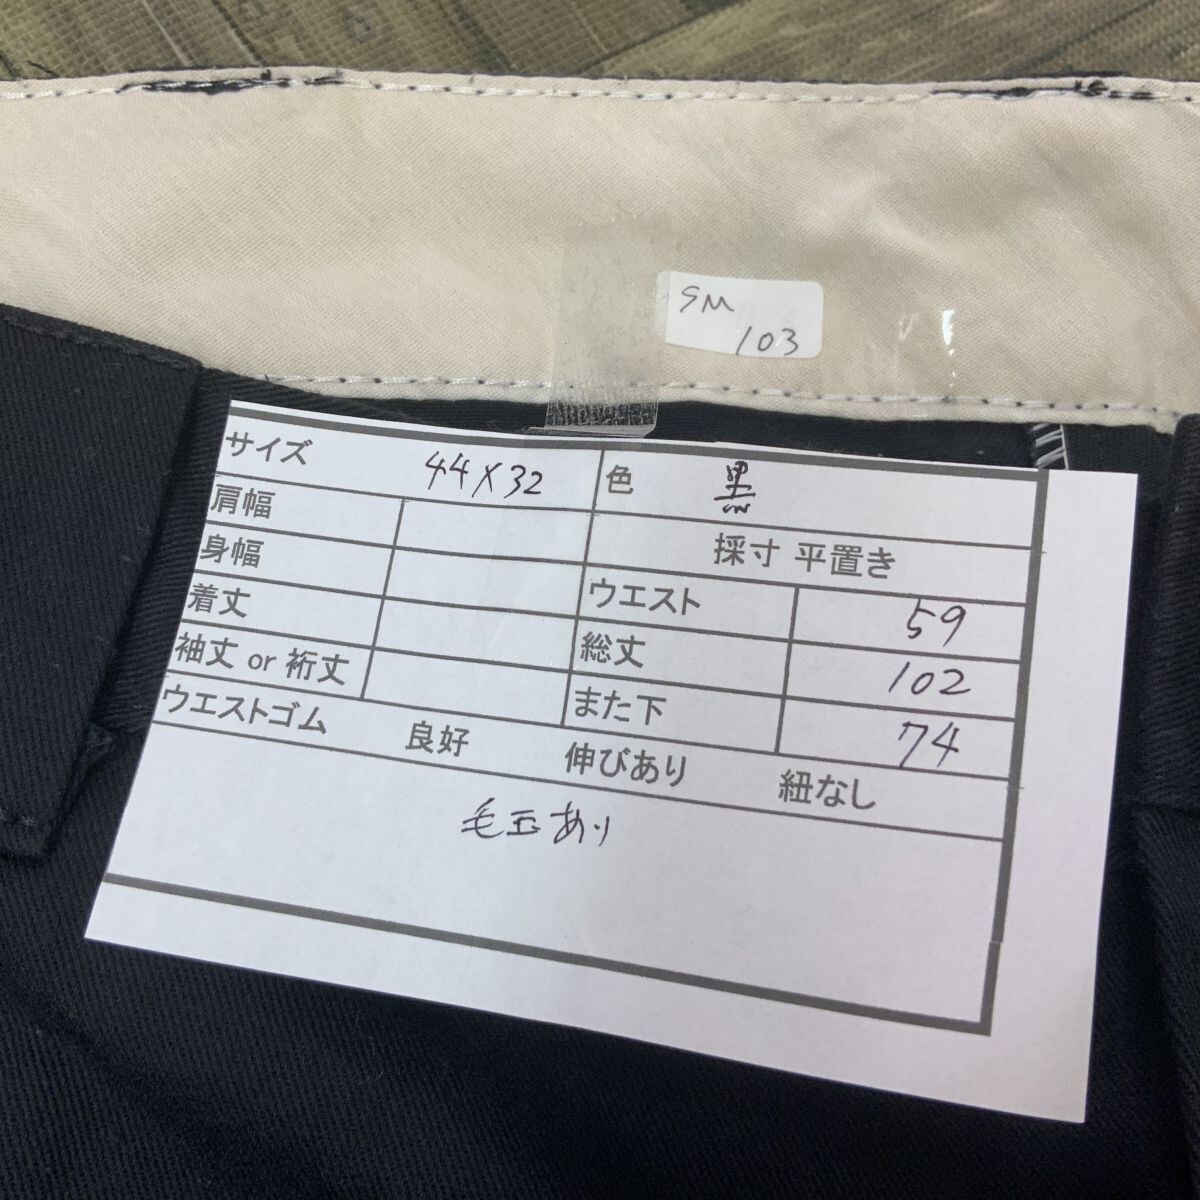 SM
103
サイズ 44×32 色 黒
肩幅 採寸 平置き
身幅 ウエスト 59
着丈 総丈 102
袖丈 or 裄丈 また下 74
ウエストゴム 良好 伸びあり 紐なし
毛玉あり